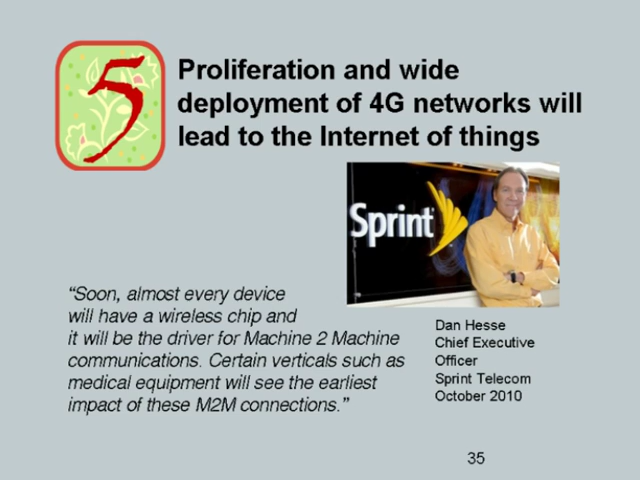 5
Proliferation and wide
deployment of 4G networks will
lead to the Internet of things
Sprint
“Soon, almost every device
will have a wireless chip and
it will be the driver for Machine 2 Machine
communications. Certain verticals such as
medical equipment will see the earliest
impact of these M2M connections.”
Dan Hesse
Chief Executive
Officer
Sprint Telecom
October 2010
35